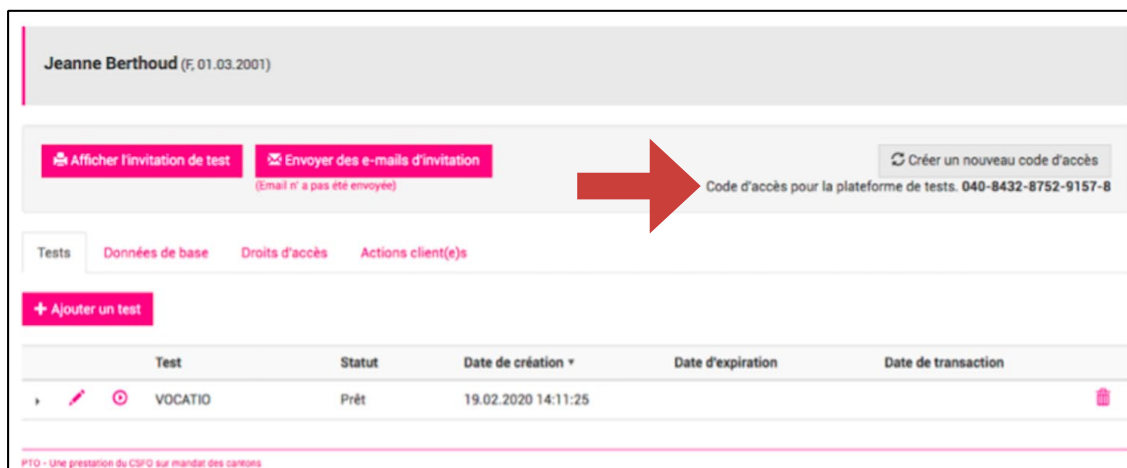 Jeanne Berthoud (F, 01.03.2001)
Afficher l'invitation de test
Envoyer des e-mails d'invitation
Créer un nouveau code d'accès
(Email n' a pas été envoyée)
Code d'accès pour la plateforme de tests. 040-8432-8752-9157-8
Tests Données de base Droits d'accès Actions client(e)s
+ Ajouter un test
Test Statut Date de création Date d'expiration Date de transaction
VOCATIO Prêt 19.02.2020 14:11:25
PTO - Une prestation du CSFO sur mandat des cantons